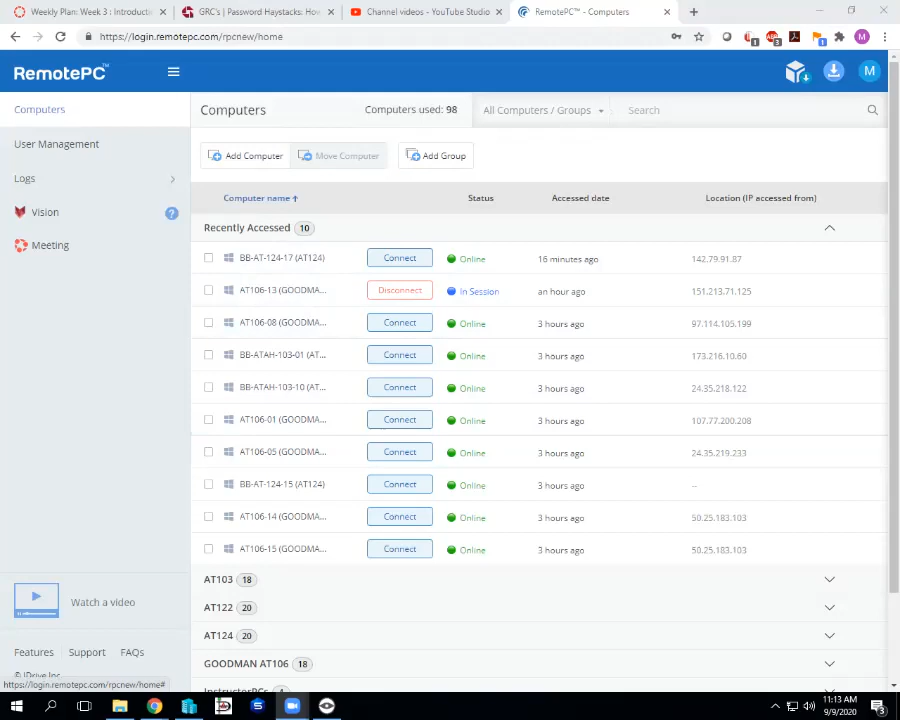 Weekly Plan: Week 3 : Introducti
GRC's | Password Haystacks: How
Channel videos - YouTube Studio
RemotePC™ - Computers
https://login.remotepc.com/rpcnew/home
M
RemotePC™
M
Computers
User Management
Logs
Vision
?
Meeting
Computers
Computers used: 98
All Computers / Groups
Search
Add Computer
Move Computer
Add Group
Computer name
Status
Accessed date
Location (IP accessed from)
Recently Accessed 10
BB-AT-124-17 (AT124) Connect Online 16 minutes ago 142.79.91.87
AT106-13 (GOODMA... Disconnect In Session an hour ago 151.213.71.125
AT106-08 (GOODMA... Connect Online 3 hours ago 97.114.105.199
BB-ATAH-103-01 (AT... Connect Online 3 hours ago 173.216.10.60
BB-ATAH-103-10 (AT... Connect Online 3 hours ago 24.35.218.122
AT106-01 (GOODMA... Connect Online 3 hours ago 107.77.200.208
AT106-05 (GOODMA... Connect Online 3 hours ago 24.35.219.233
BB-AT-124-15 (AT124) Connect Online 3 hours ago --
AT106-14 (GOODMA... Connect Online 3 hours ago 50.25.183.103
AT106-15 (GOODMA... Connect Online 3 hours ago 50.25.183.103
AT103 18
AT122 20
AT124 20
GOODMAN AT106 18
InstructorPCs 4
Watch a video
Features Support FAQs
© IDrive Inc.
https://login.remotepc.com/rpcnew/home#
11:13 AM
9/9/2020
3